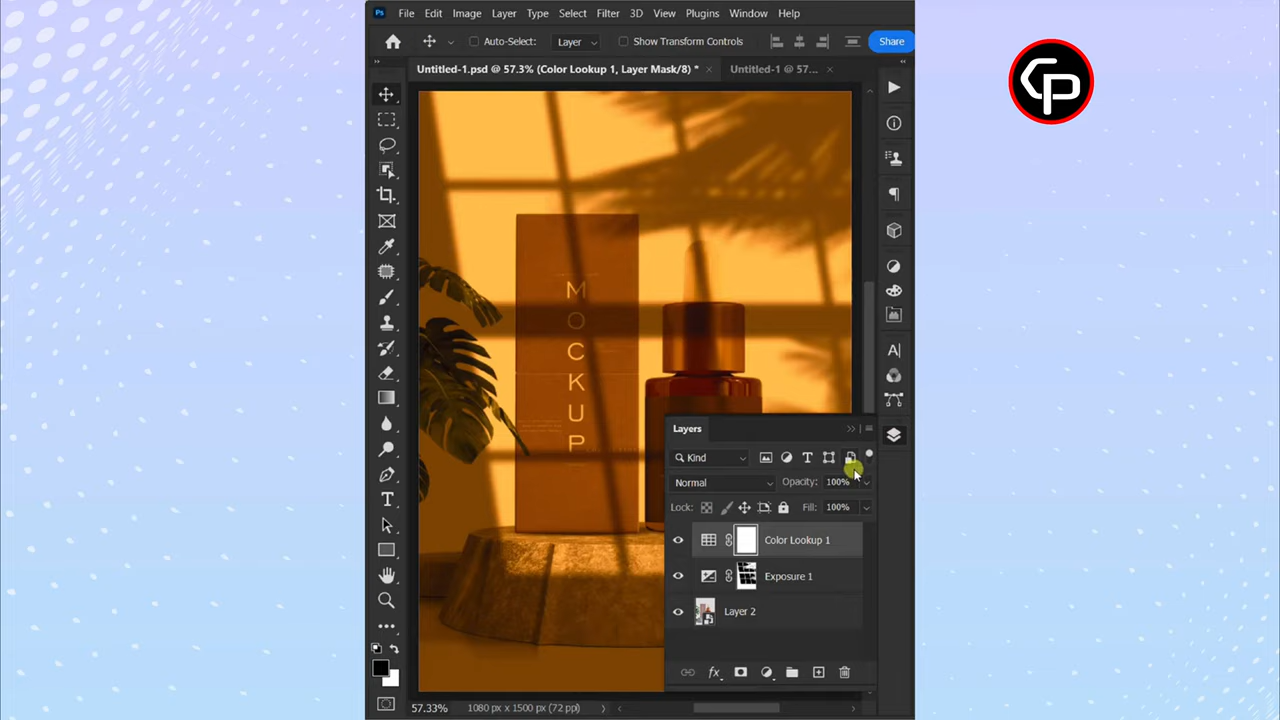 Ps File Edit Image Layer Type Select Filter 3D View Plugins Window Help
Auto-Select: Layer Show Transform Controls Share
Untitled-1.psd @ 57.3% (Color Lookup 1, Layer Mask/8) * × Untitled-1 @ 57... ×
MOCKUP
Layers
Kind
Normal Opacity: 100%
Lock: Fill: 100%
Color Lookup 1
Exposure 1
Layer 2
fx
57.33% 1080 px x 1500 px (72 ppi)
CP